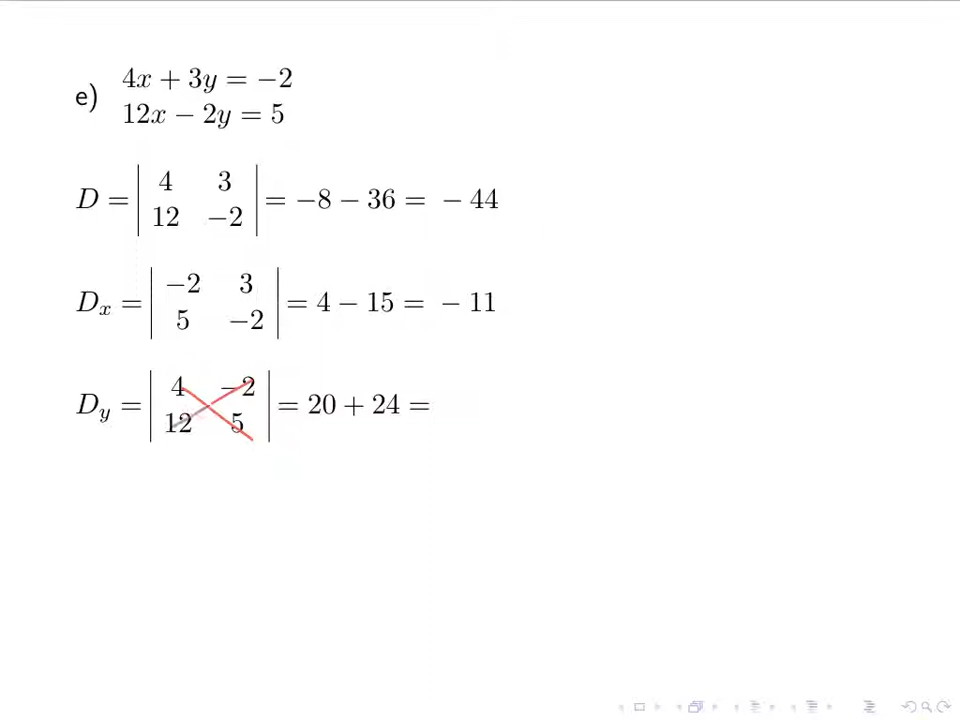 e) 4x + 3y = −2
12x − 2y = 5
D = | 4 3 | = −8 − 36 = − 44
| 12 −2 |
Dx = | −2 3 | = 4 − 15 = − 11
| 5 −2 |
Dy = | 4 −2 | = 20 + 24 =
| 12 5 |